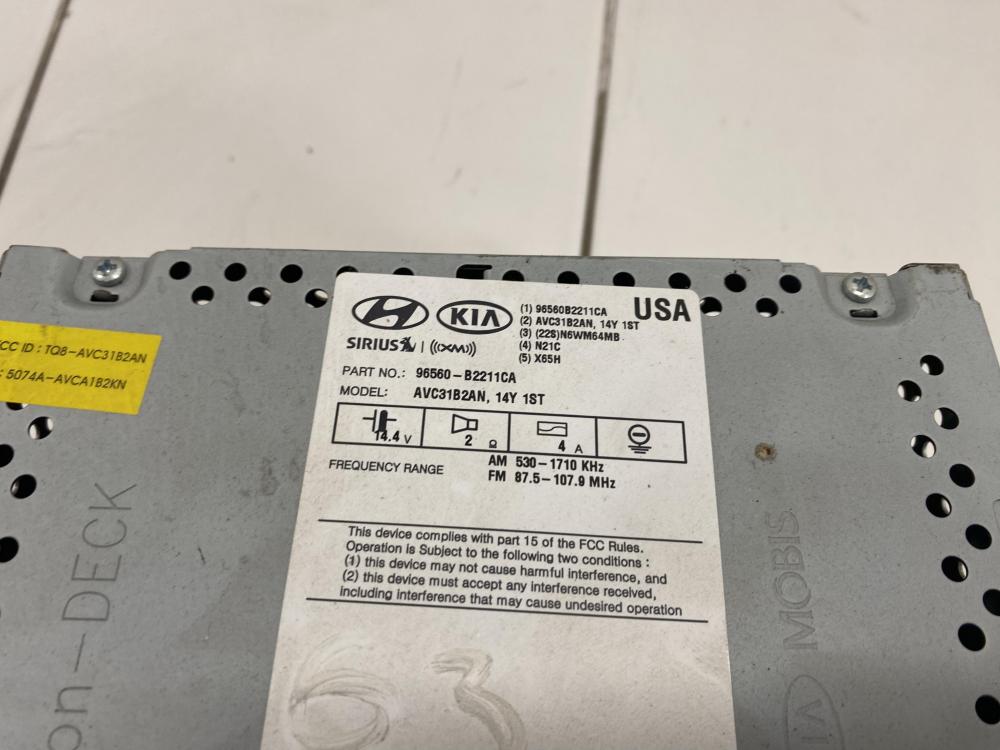 KIA
USA
(1) 96560B2211CA
(2) AVC31B2AN, 14Y 1ST
(3) (22S)N6WM64MB
(4) N21C
(5) X65H
SIRIUS | ((XM))
PART NO.: 96560-B2211CA
MODEL: AVC31B2AN, 14Y 1ST
14.4 V
2 Ω
4 A
FREQUENCY RANGE
AM 530-1710 KHz
FM 87.5-107.9 MHz
This device complies with part 15 of the FCC Rules.
Operation is Subject to the following two conditions :
(1) this device may not cause harmful interference, and
(2) this device must accept any interference received,
including interference that may cause undesired operation
63
CC ID : TQ8-AVC31B2AN
: 5074A-AVCA1B2KN
on-DECK
MOBIS
KIA